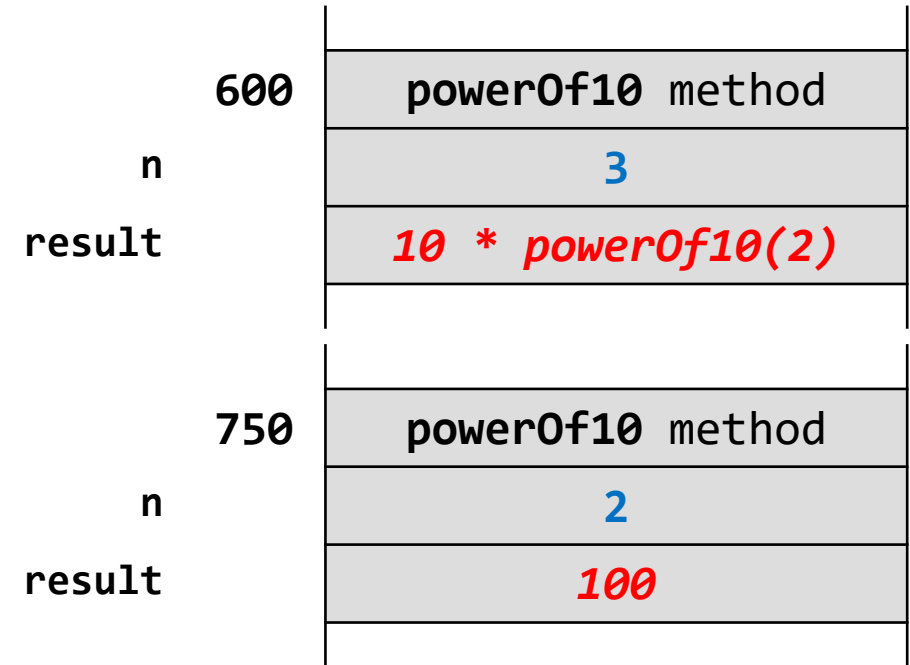 600 powerOf10 method
n 3
result 10 * powerOf10(2)
750 powerOf10 method
n 2
result 100